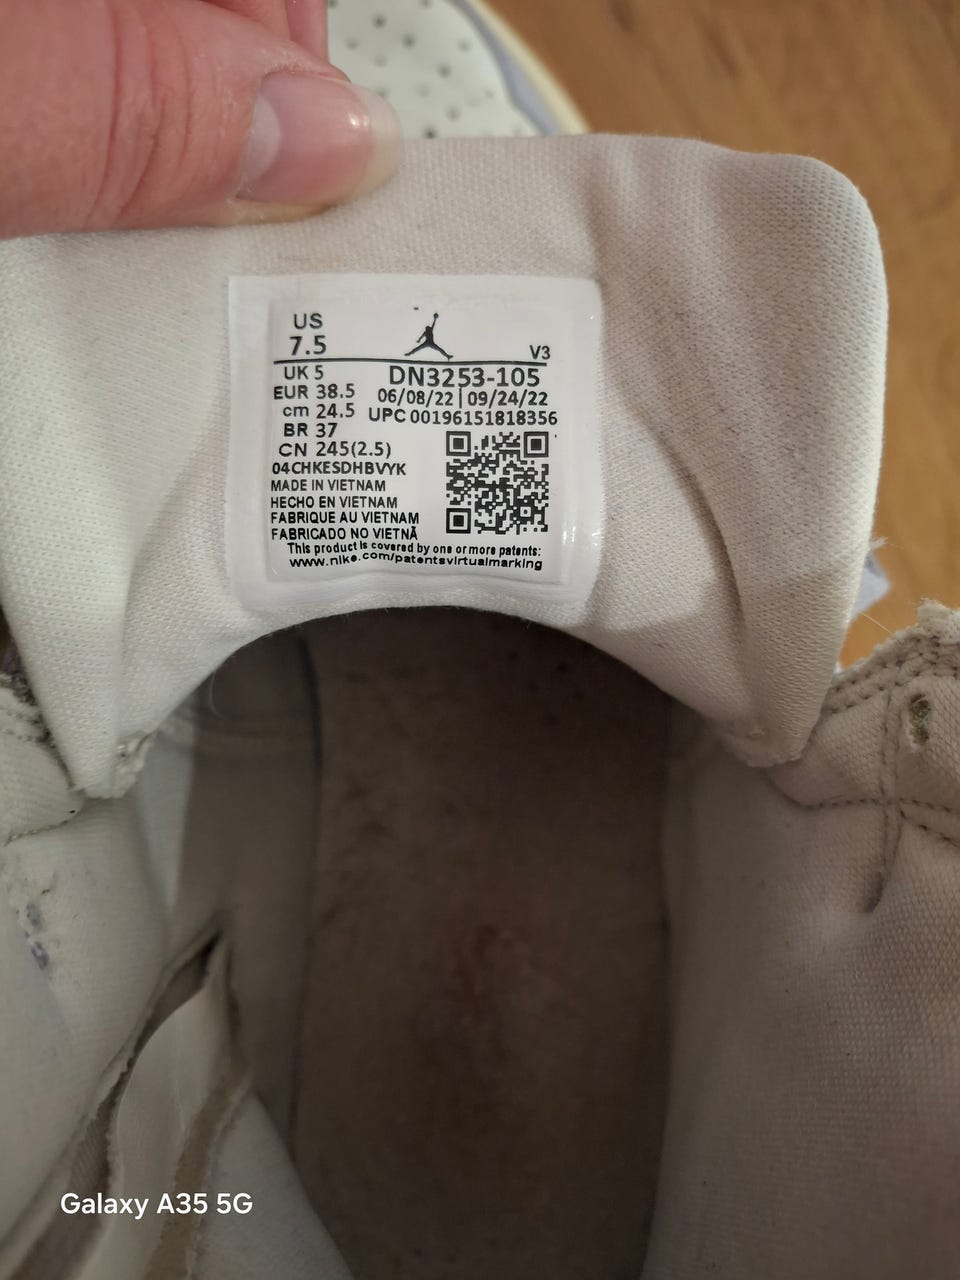 US
7.5
V3
UK 5
DN3253-105
EUR 38.5
06/08/22 | 09/24/22
cm 24.5
UPC 00196151818356
BR 37
CN 245(2.5)
04CHKESDHBVYK
MADE IN VIETNAM
HECHO EN VIETNAM
FABRIQUE AU VIETNAM
FABRICADO NO VIETNÃ
This product is covered by one or more patents:
www.nike.com/patentsvirtualmarking
Galaxy A35 5G